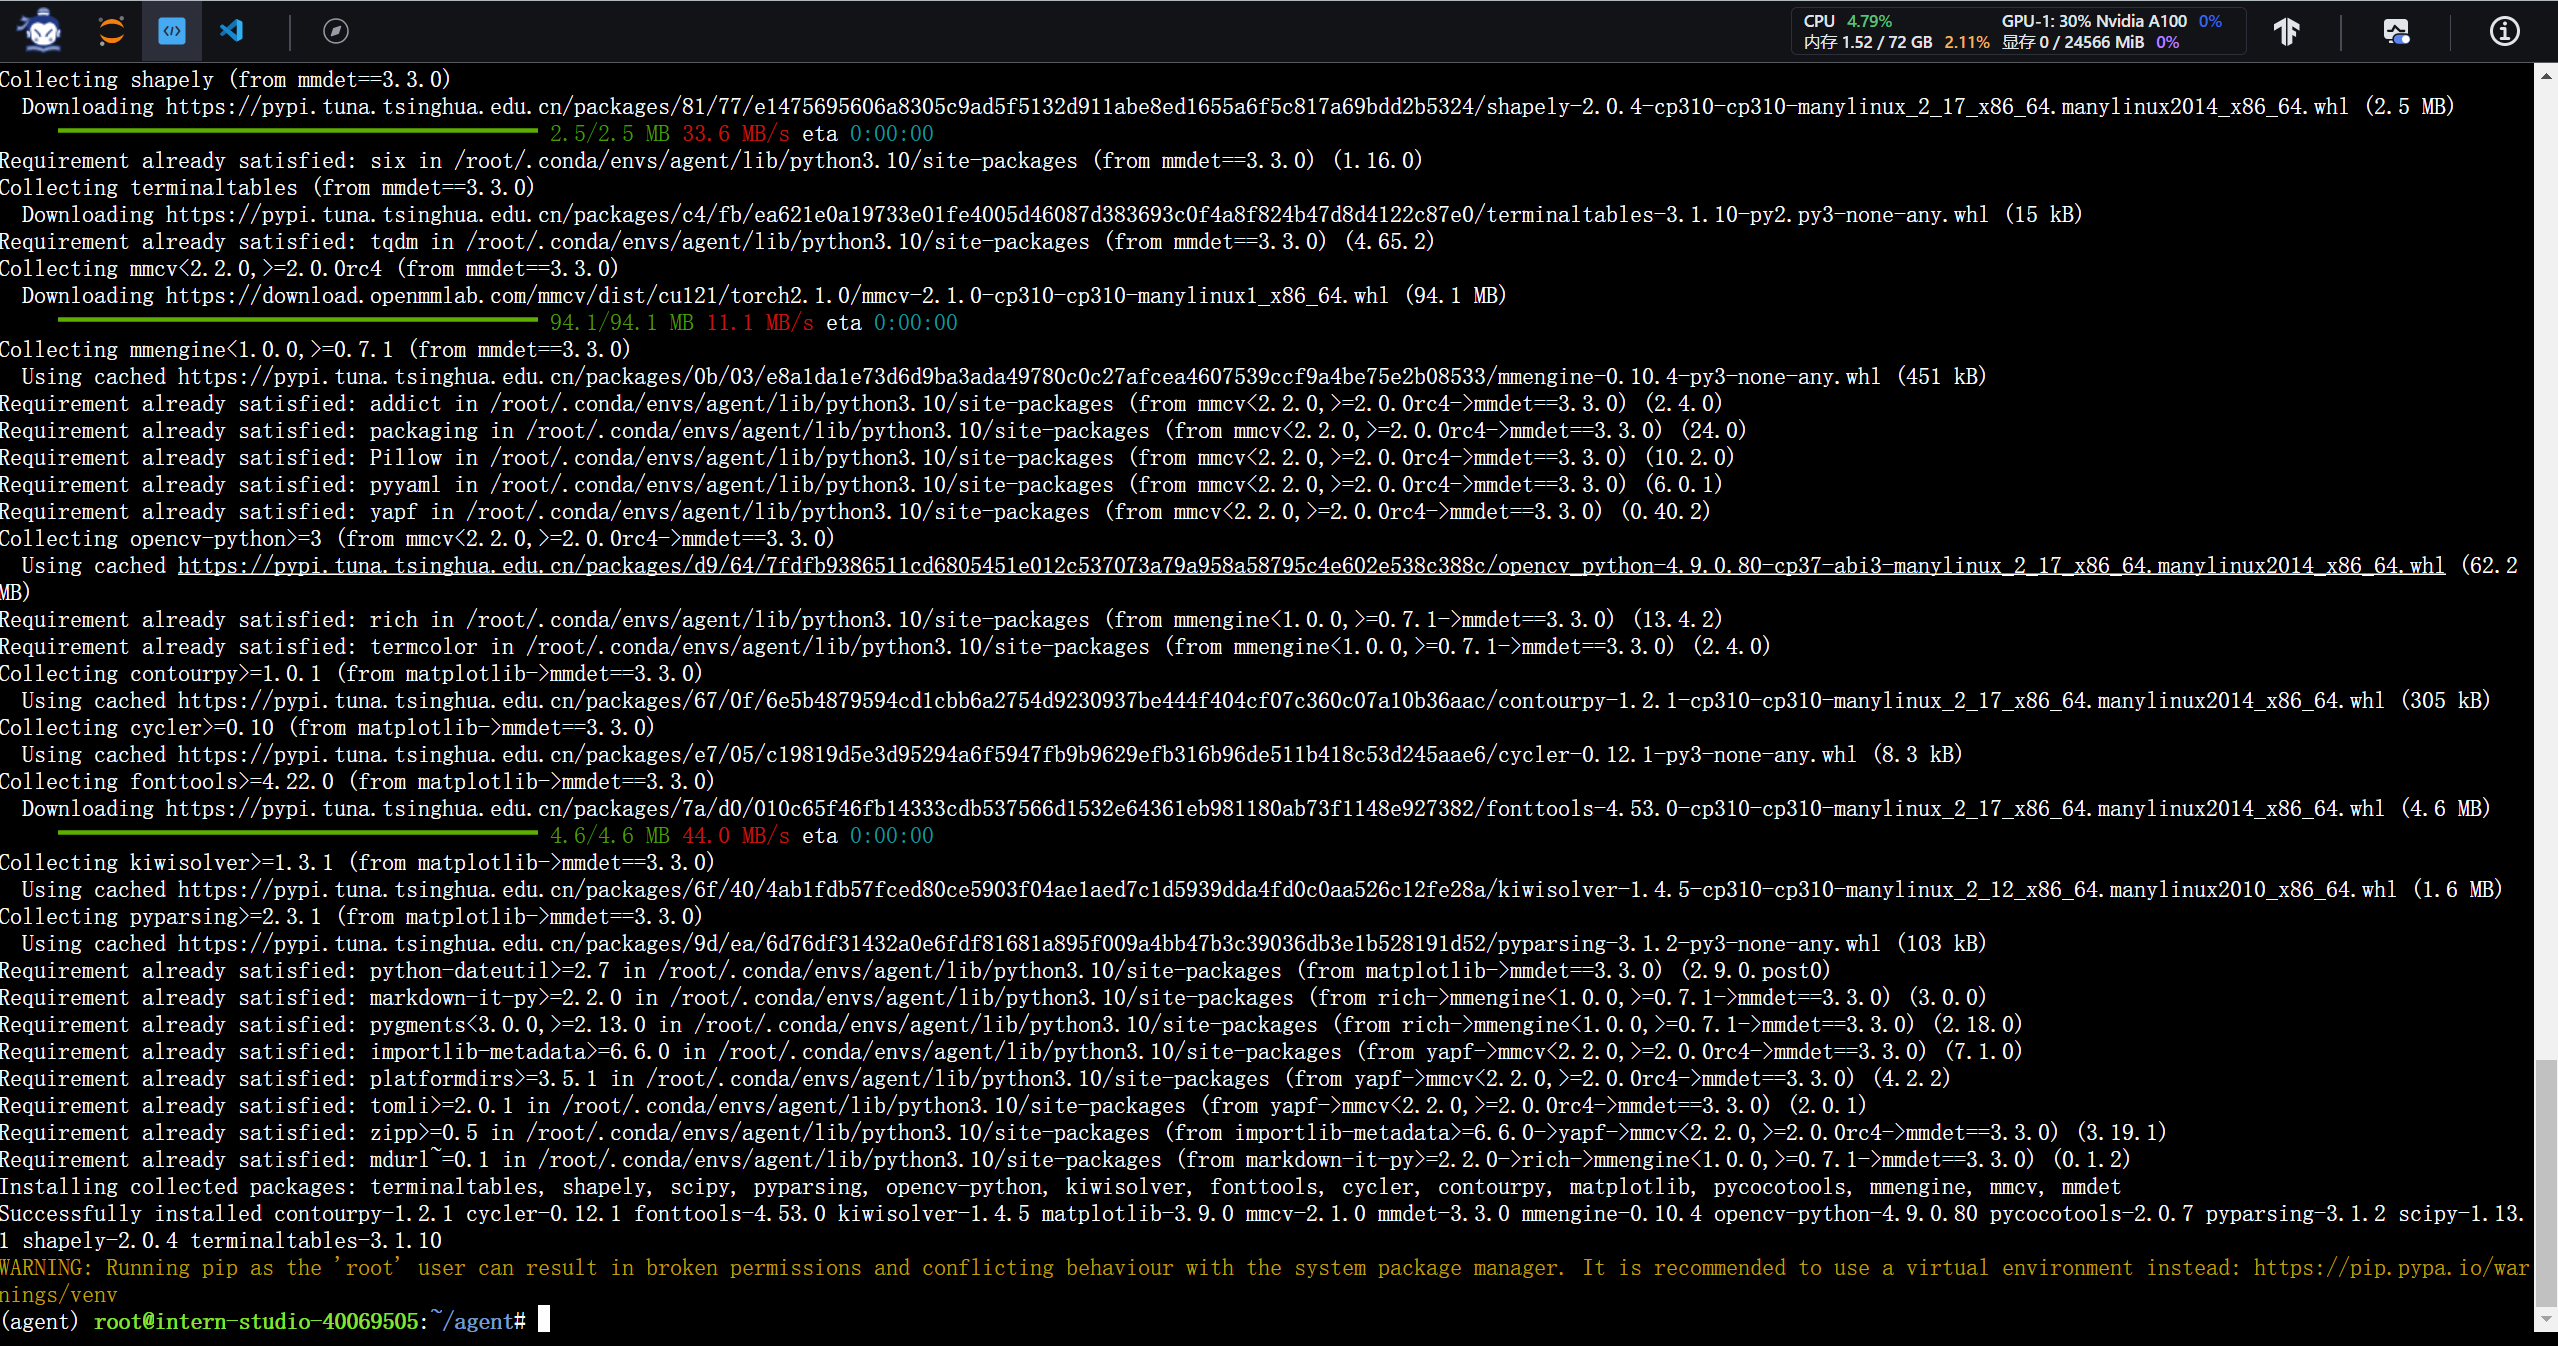 CPU 4.79% GPU-1: 30% Nvidia A100 0%
内存 1.52 / 72 GB 2.11% 显存 0 / 24566 MiB 0%
Collecting shapely (from mmdet==3.3.0)
  Downloading https://pypi.tuna.tsinghua.edu.cn/packages/81/77/e1475695606a8305c9ad5f5132d911abe8ed1655a6f5c817a69bdd2b5324/shapely-2.0.4-cp310-cp310-manylinux_2_17_x86_64.manylinux2014_x86_64.whl (2.5 MB)
2.5/2.5 MB 33.6 MB/s eta 0:00:00
Requirement already satisfied: six in /root/.conda/envs/agent/lib/python3.10/site-packages (from mmdet==3.3.0) (1.16.0)
Collecting terminaltables (from mmdet==3.3.0)
  Downloading https://pypi.tuna.tsinghua.edu.cn/packages/c4/fb/ea621e0a19733e01fe4005d46087d383693c0f4a8f824b47d8d4122c87e0/terminaltables-3.1.10-py2.py3-none-any.whl (15 kB)
Requirement already satisfied: tqdm in /root/.conda/envs/agent/lib/python3.10/site-packages (from mmdet==3.3.0) (4.65.2)
Collecting mmcv<2.2.0,>=2.0.0rc4 (from mmdet==3.3.0)
  Downloading https://download.openmmlab.com/mmcv/dist/cu121/torch2.1.0/mmcv-2.1.0-cp310-cp310-manylinux1_x86_64.whl (94.1 MB)
94.1/94.1 MB 11.1 MB/s eta 0:00:00
Collecting mmengine<1.0.0,>=0.7.1 (from mmdet==3.3.0)
  Using cached https://pypi.tuna.tsinghua.edu.cn/packages/0b/03/e8a1da1e73d6d9ba3ada49780c0c27afcea4607539ccf9a4be75e2b08533/mmengine-0.10.4-py3-none-any.whl (451 kB)
Requirement already satisfied: addict in /root/.conda/envs/agent/lib/python3.10/site-packages (from mmcv<2.2.0,>=2.0.0rc4->mmdet==3.3.0) (2.4.0)
Requirement already satisfied: packaging in /root/.conda/envs/agent/lib/python3.10/site-packages (from mmcv<2.2.0,>=2.0.0rc4->mmdet==3.3.0) (24.0)
Requirement already satisfied: Pillow in /root/.conda/envs/agent/lib/python3.10/site-packages (from mmcv<2.2.0,>=2.0.0rc4->mmdet==3.3.0) (10.2.0)
Requirement already satisfied: pyyaml in /root/.conda/envs/agent/lib/python3.10/site-packages (from mmcv<2.2.0,>=2.0.0rc4->mmdet==3.3.0) (6.0.1)
Requirement already satisfied: yapf in /root/.conda/envs/agent/lib/python3.10/site-packages (from mmcv<2.2.0,>=2.0.0rc4->mmdet==3.3.0) (0.40.2)
Collecting opencv-python>=3 (from mmcv<2.2.0,>=2.0.0rc4->mmdet==3.3.0)
  Using cached https://pypi.tuna.tsinghua.edu.cn/packages/d9/64/7fdfb9386511cd6805451e012c537073a79a958a58795c4e602e538c388c/opencv_python-4.9.0.80-cp37-abi3-manylinux_2_17_x86_64.manylinux2014_x86_64.whl (62.2
MB)
Requirement already satisfied: rich in /root/.conda/envs/agent/lib/python3.10/site-packages (from mmengine<1.0.0,>=0.7.1->mmdet==3.3.0) (13.4.2)
Requirement already satisfied: termcolor in /root/.conda/envs/agent/lib/python3.10/site-packages (from mmengine<1.0.0,>=0.7.1->mmdet==3.3.0) (2.4.0)
Collecting contourpy>=1.0.1 (from matplotlib->mmdet==3.3.0)
  Using cached https://pypi.tuna.tsinghua.edu.cn/packages/67/0f/6e5b4879594cd1cbb6a2754d9230937be444f404cf07c360c07a10b36aac/contourpy-1.2.1-cp310-cp310-manylinux_2_17_x86_64.manylinux2014_x86_64.whl (305 kB)
Collecting cycler>=0.10 (from matplotlib->mmdet==3.3.0)
  Using cached https://pypi.tuna.tsinghua.edu.cn/packages/e7/05/c19819d5e3d95294a6f5947fb9b9629efb316b96de511b418c53d245aae6/cycler-0.12.1-py3-none-any.whl (8.3 kB)
Collecting fonttools>=4.22.0 (from matplotlib->mmdet==3.3.0)
  Downloading https://pypi.tuna.tsinghua.edu.cn/packages/7a/d0/010c65f46fb14333cdb537566d1532e64361eb981180ab73f1148e927382/fonttools-4.53.0-cp310-cp310-manylinux_2_17_x86_64.manylinux2014_x86_64.whl (4.6 MB)
4.6/4.6 MB 44.0 MB/s eta 0:00:00
Collecting kiwisolver>=1.3.1 (from matplotlib->mmdet==3.3.0)
  Using cached https://pypi.tuna.tsinghua.edu.cn/packages/6f/40/4ab1fdb57fced80ce5903f04ae1aed7c1d5939dda4fd0c0aa526c12fe28a/kiwisolver-1.4.5-cp310-cp310-manylinux_2_12_x86_64.manylinux2010_x86_64.whl (1.6 MB)
Collecting pyparsing>=2.3.1 (from matplotlib->mmdet==3.3.0)
  Using cached https://pypi.tuna.tsinghua.edu.cn/packages/9d/ea/6d76df31432a0e6fdf81681a895f009a4bb47b3c39036db3e1b528191d52/pyparsing-3.1.2-py3-none-any.whl (103 kB)
Requirement already satisfied: python-dateutil>=2.7 in /root/.conda/envs/agent/lib/python3.10/site-packages (from matplotlib->mmdet==3.3.0) (2.9.0.post0)
Requirement already satisfied: markdown-it-py>=2.2.0 in /root/.conda/envs/agent/lib/python3.10/site-packages (from rich->mmengine<1.0.0,>=0.7.1->mmdet==3.3.0) (3.0.0)
Requirement already satisfied: pygments<3.0.0,>=2.13.0 in /root/.conda/envs/agent/lib/python3.10/site-packages (from rich->mmengine<1.0.0,>=0.7.1->mmdet==3.3.0) (2.18.0)
Requirement already satisfied: importlib-metadata>=6.6.0 in /root/.conda/envs/agent/lib/python3.10/site-packages (from yapf->mmcv<2.2.0,>=2.0.0rc4->mmdet==3.3.0) (7.1.0)
Requirement already satisfied: platformdirs>=3.5.1 in /root/.conda/envs/agent/lib/python3.10/site-packages (from yapf->mmcv<2.2.0,>=2.0.0rc4->mmdet==3.3.0) (4.2.2)
Requirement already satisfied: tomli>=2.0.1 in /root/.conda/envs/agent/lib/python3.10/site-packages (from yapf->mmcv<2.2.0,>=2.0.0rc4->mmdet==3.3.0) (2.0.1)
Requirement already satisfied: zipp>=0.5 in /root/.conda/envs/agent/lib/python3.10/site-packages (from importlib-metadata>=6.6.0->yapf->mmcv<2.2.0,>=2.0.0rc4->mmdet==3.3.0) (3.19.1)
Requirement already satisfied: mdurl~=0.1 in /root/.conda/envs/agent/lib/python3.10/site-packages (from markdown-it-py>=2.2.0->rich->mmengine<1.0.0,>=0.7.1->mmdet==3.3.0) (0.1.2)
Installing collected packages: terminaltables, shapely, scipy, pyparsing, opencv-python, kiwisolver, fonttools, cycler, contourpy, matplotlib, pycocotools, mmengine, mmcv, mmdet
Successfully installed contourpy-1.2.1 cycler-0.12.1 fonttools-4.53.0 kiwisolver-1.4.5 matplotlib-3.9.0 mmcv-2.1.0 mmdet-3.3.0 mmengine-0.10.4 opencv-python-4.9.0.80 pycocotools-2.0.7 pyparsing-3.1.2 scipy-1.13.
1 shapely-2.0.4 terminaltables-3.1.10
WARNING: Running pip as the 'root' user can result in broken permissions and conflicting behaviour with the system package manager. It is recommended to use a virtual environment instead: https://pip.pypa.io/war
nings/venv
(agent) root@intern-studio-40069505:~/agent#